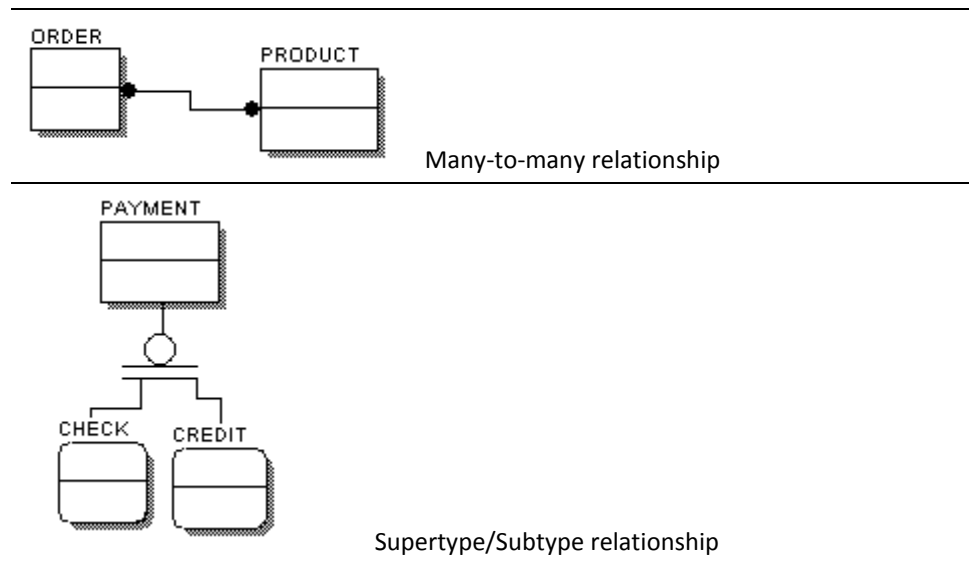 ORDER
PRODUCT
Many-to-many relationship
PAYMENT
CHECK
CREDIT
Supertype/Subtype relationship